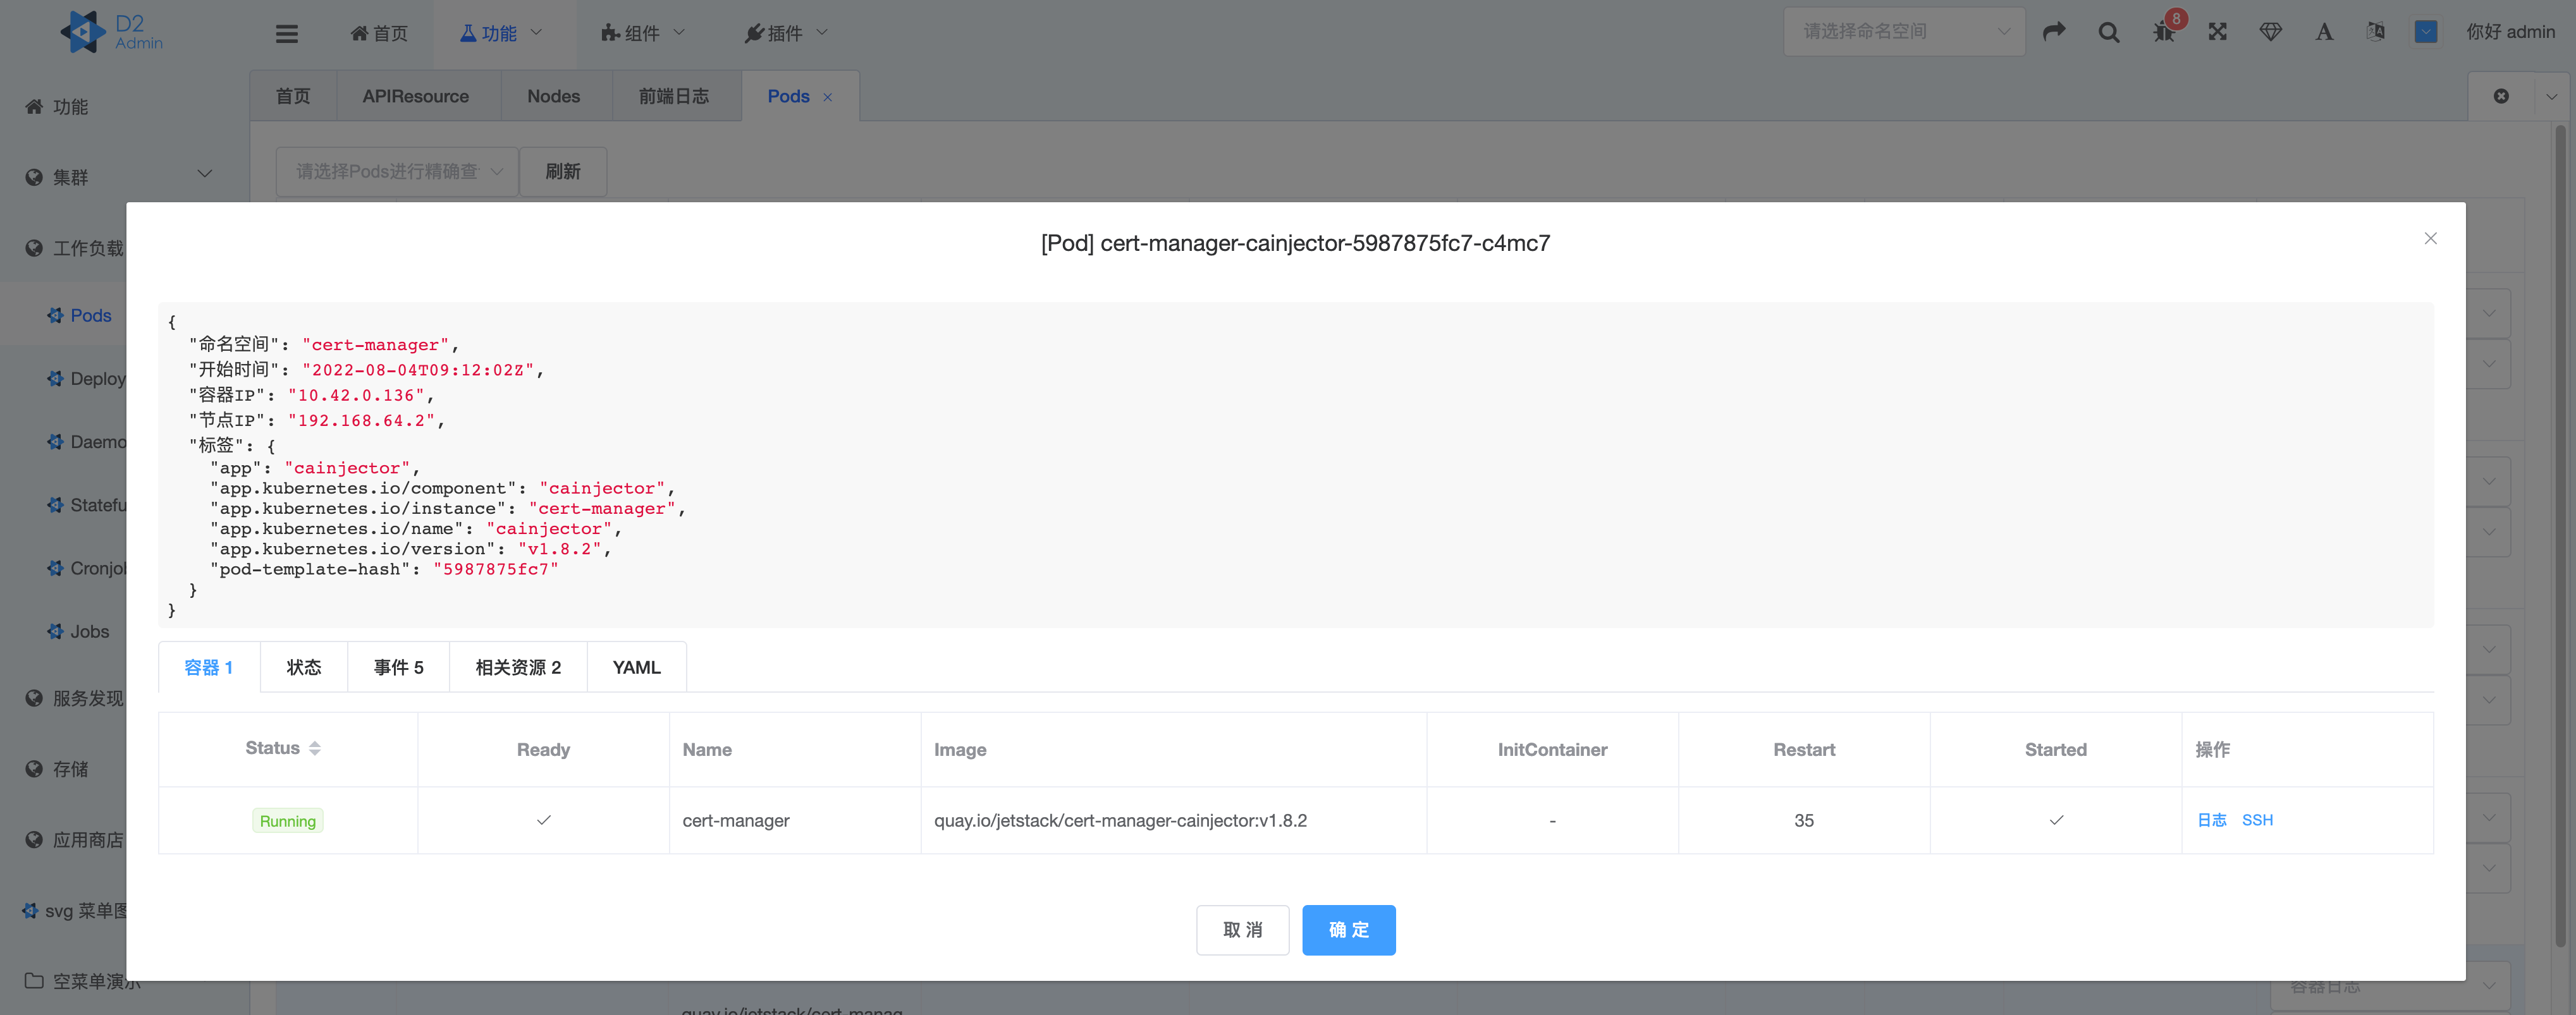 D2
Admin
首页
功能
组件
插件
请选择命名空间
8
你好 admin
首页
APIResource
Nodes
前端日志
Pods
功能
集群
工作负载
Pods
Deploy
Daemo
Statefu
Cronjob
Jobs
服务发现
存储
应用商店
svg 菜单图
空菜单演示
请选择Pods进行精确查
刷新
[Pod] cert-manager-cainjector-5987875fc7-c4mc7
{
"命名空间": "cert-manager",
"开始时间": "2022-08-04T09:12:02Z",
"容器IP": "10.42.0.136",
"节点IP": "192.168.64.2",
"标签": {
"app": "cainjector",
"app.kubernetes.io/component": "cainjector",
"app.kubernetes.io/instance": "cert-manager",
"app.kubernetes.io/name": "cainjector",
"app.kubernetes.io/version": "v1.8.2",
"pod-template-hash": "5987875fc7"
}
}
容器 1
状态
事件 5
相关资源 2
YAML
Status
Ready
Name
Image
InitContainer
Restart
Started
操作
Running
cert-manager
quay.io/jetstack/cert-manager-cainjector:v1.8.2
-
35
日志 SSH
取 消
确 定
容器日志
quay.io/jetstack/cert-manag